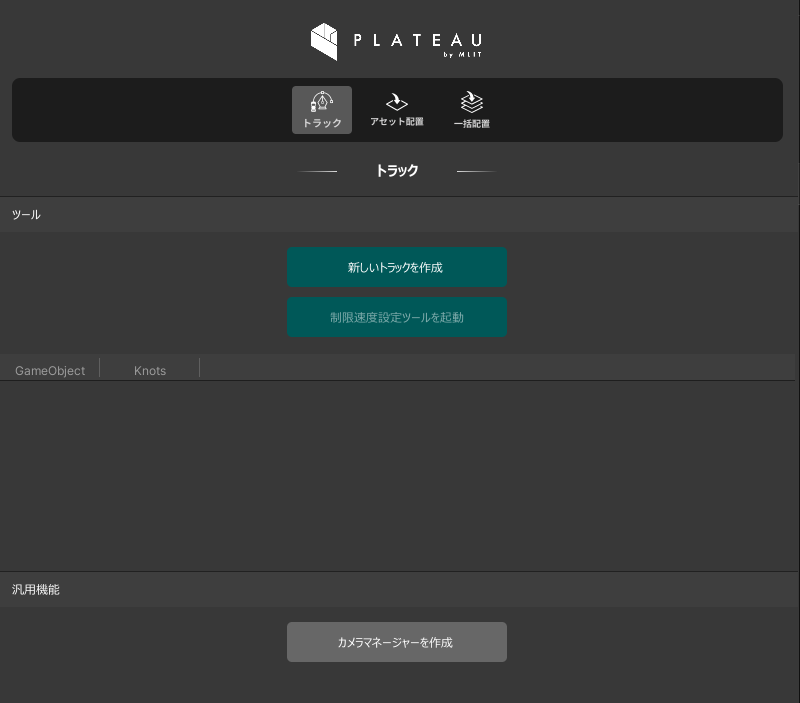 PLATEAU
by MLIT
トラック
アセット配置
一括配置
トラック
ツール
新しいトラックを作成
制限速度設定ツールを起動
GameObject
Knots
汎用機能
カメラマネージャーを作成